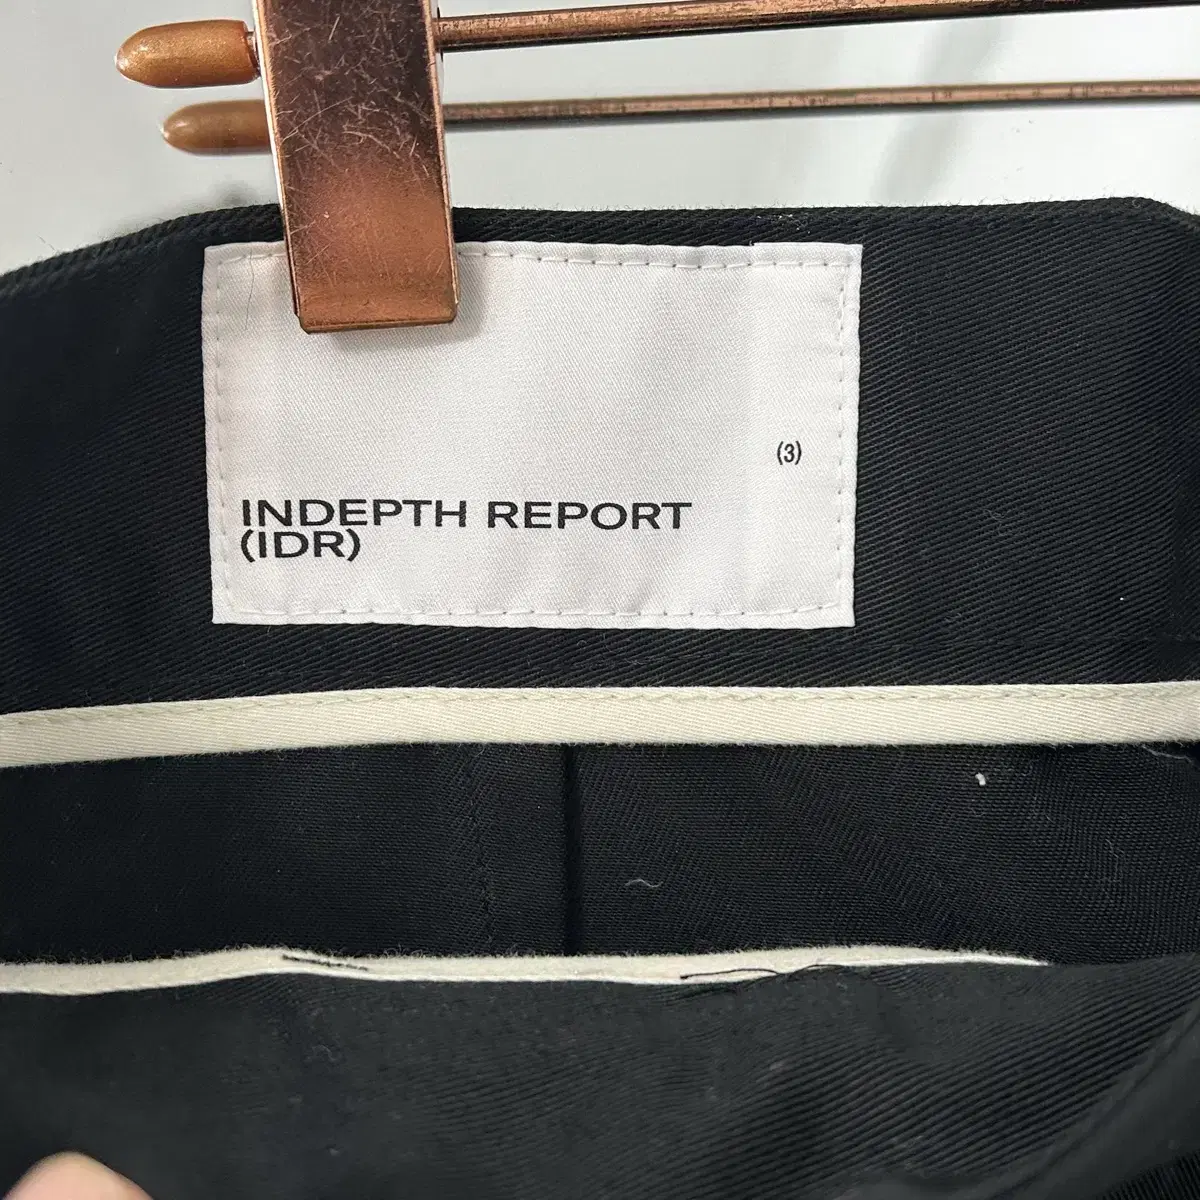 (3)
INDEPTH REPORT
(IDR)